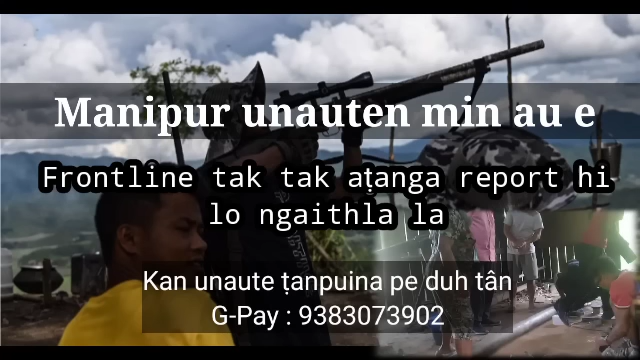 Manipur unauten min au e
Frontline tak tak aṭanga report hi
lo ngaithla la
Kan unaute ṭanpuina pe duh tân
G-Pay : 9383073902